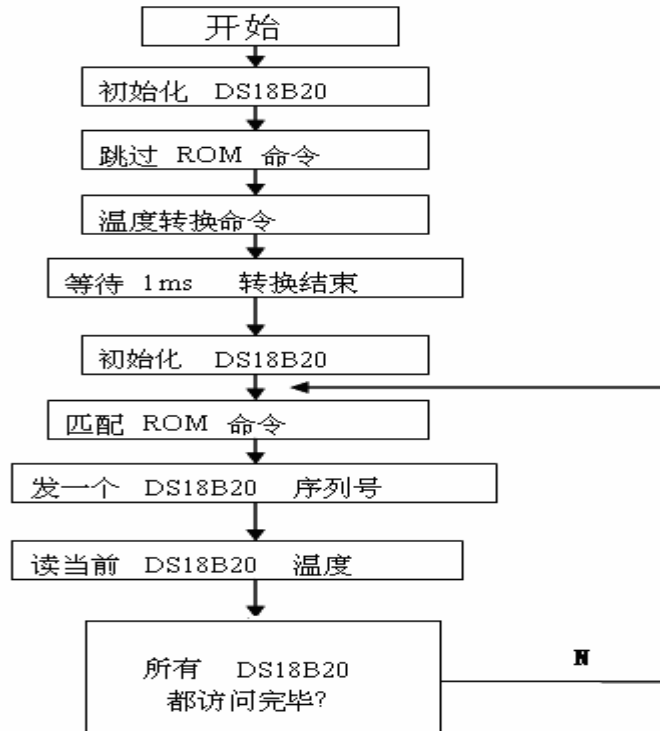 开始
初始化 DS18B20
跳过 ROM 命令
温度转换命令
等待 1ms 转换结束
初始化 DS18B20
匹配 ROM 命令
发一个 DS18B20 序列号
读当前 DS18B20 温度
所有 DS18B20
都访问完毕?
N